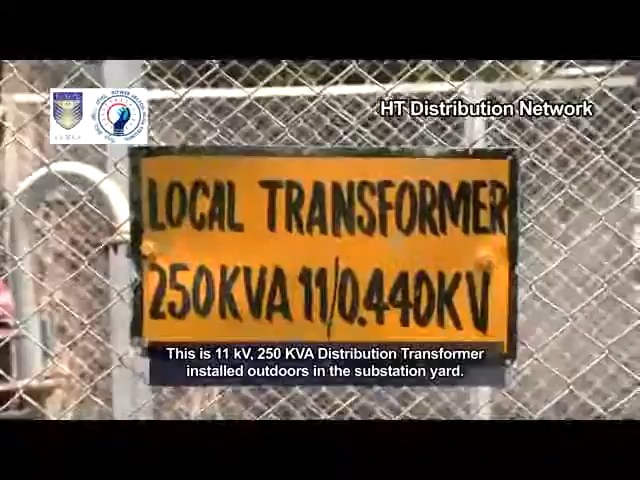 HT Distribution Network
LOCAL TRANSFORMER
250KVA 11/0.440KV
This is 11 kV, 250 KVA Distribution Transformer
installed outdoors in the substation yard.